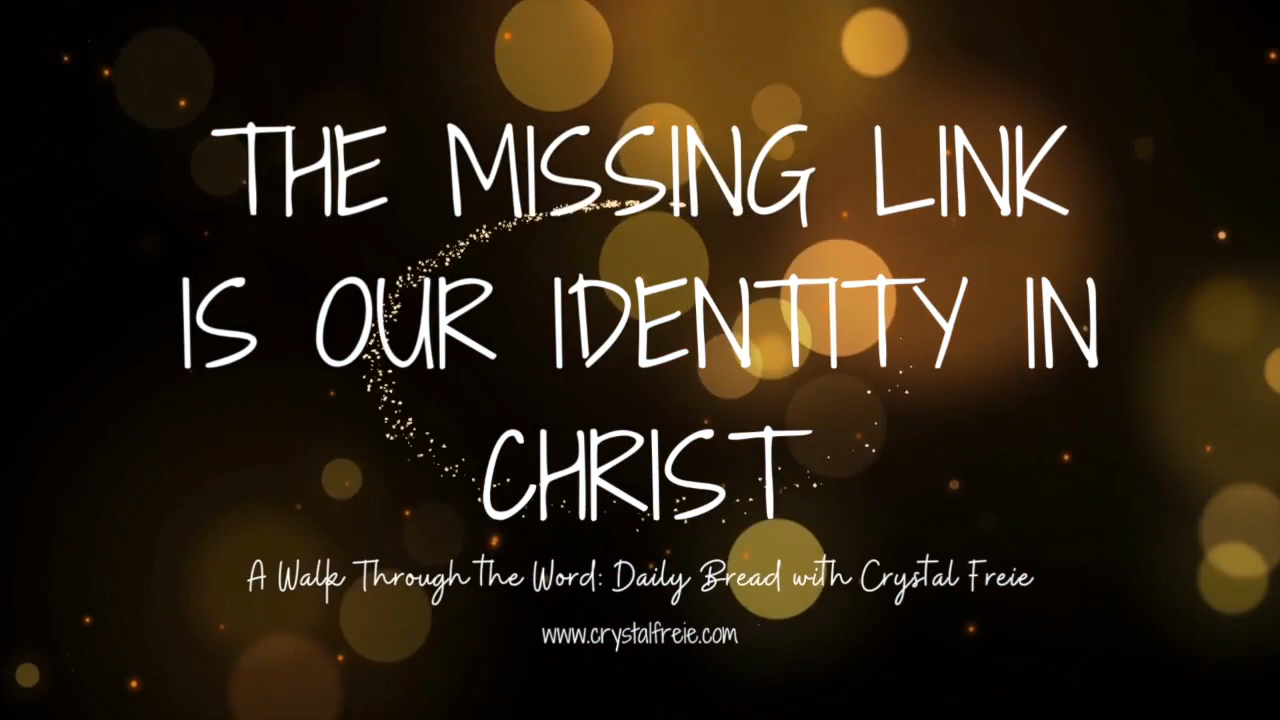 THE MISSING LINK
IS OUR IDENTITY IN
CHRIST
A Walk Through the Word: Daily Bread with Crystal Freie
www.crystalfreie.com